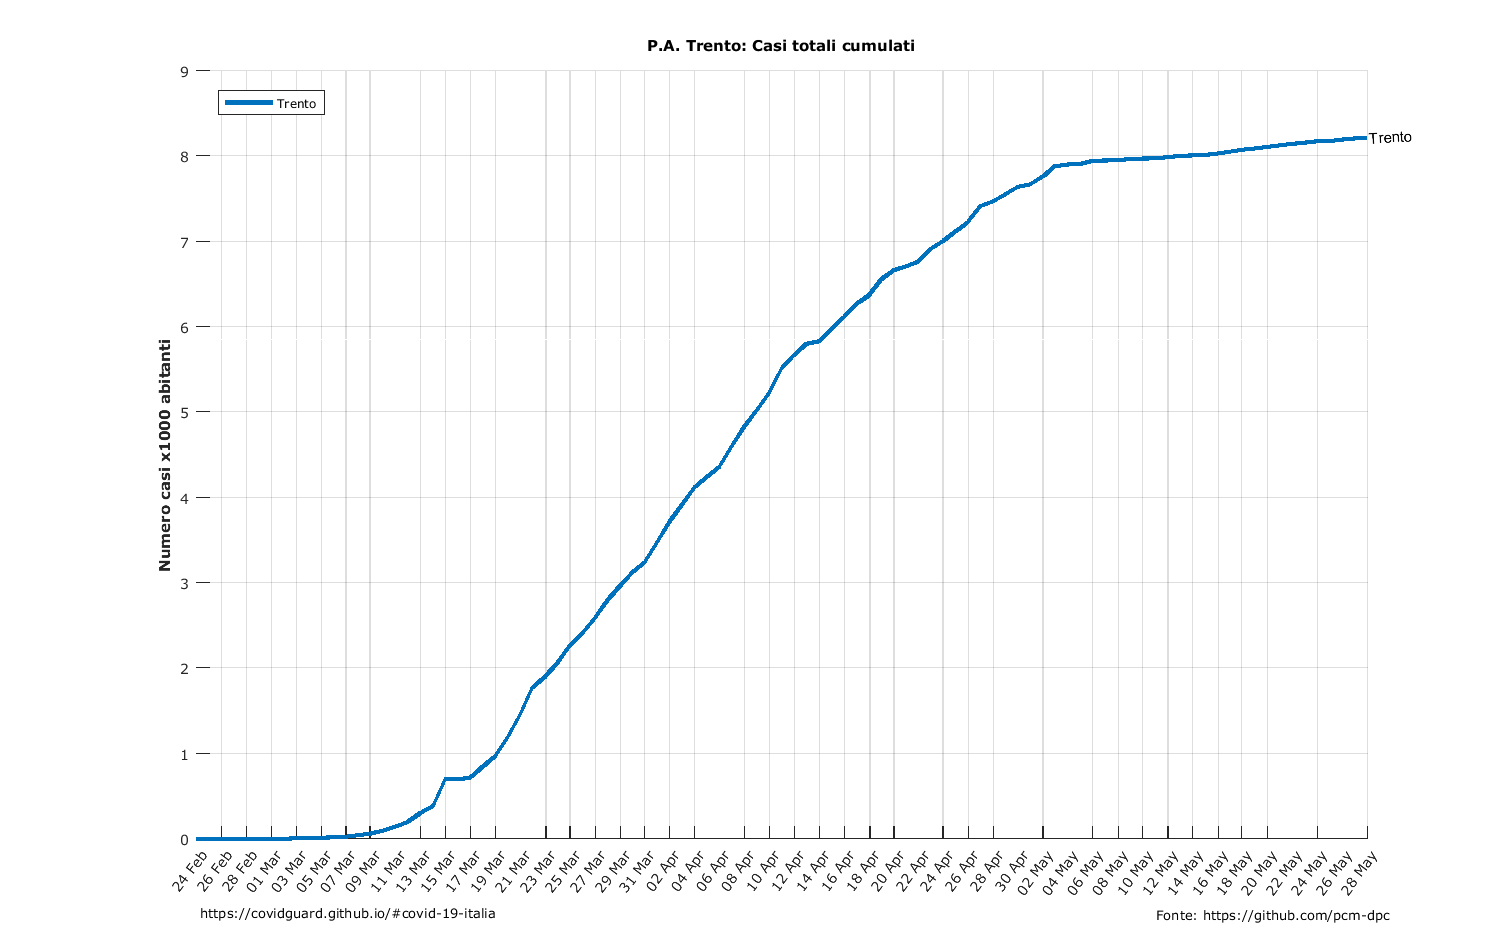 P.A. Trento: Casi totali cumulati
Numero casi x1000 abitanti
9
8
7
6
5
4
3
2
1
0
Trento
Trento
24 Feb
26 Feb
28 Feb
01 Mar
03 Mar
05 Mar
07 Mar
09 Mar
11 Mar
13 Mar
15 Mar
17 Mar
19 Mar
21 Mar
23 Mar
25 Mar
27 Mar
29 Mar
31 Mar
02 Apr
04 Apr
06 Apr
08 Apr
10 Apr
12 Apr
14 Apr
16 Apr
18 Apr
20 Apr
22 Apr
24 Apr
26 Apr
28 Apr
30 Apr
02 May
04 May
06 May
08 May
10 May
12 May
14 May
16 May
18 May
20 May
22 May
24 May
26 May
28 May
https://covidguard.github.io/#covid-19-italia
Fonte: https://github.com/pcm-dpc